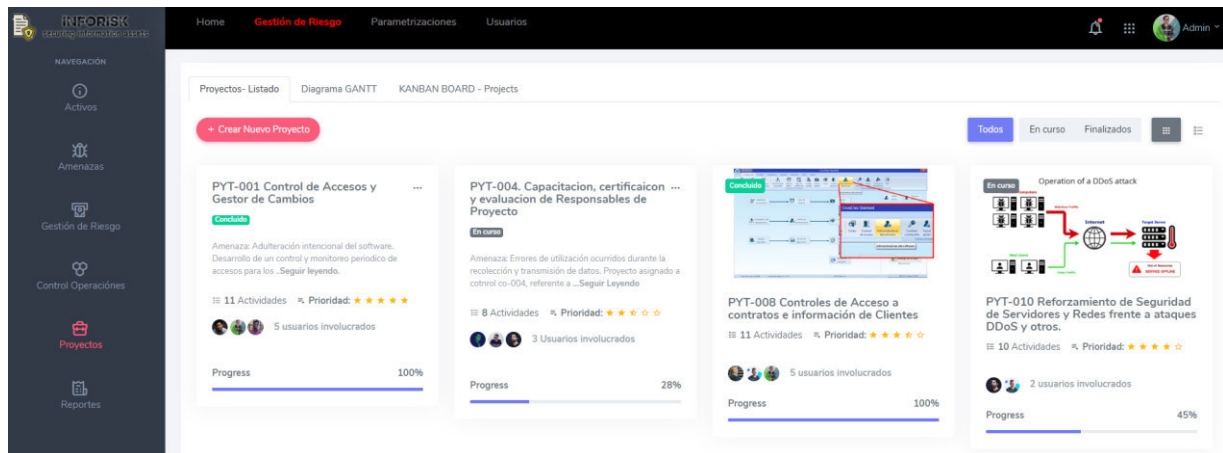 INFORISK
securing information assets
Home Gestión de Riesgo Parametrizaciones Usuarios
Admin
NAVEGACIÓN
Activos
Amenazas
Gestión de Riesgo
Control Operaciónes
Proyectos
Reportes
Proyectos- Listado Diagrama GANTT KANBAN BOARD - Projects
+ Crear Nuevo Proyecto
Todos En curso Finalizados
PYT-001 Control de Accesos y ...
Gestor de Cambios
Concluido
Amenaza: Adulteración intencional del software.
Desarrollo de un control y monitoreo periodico de
accesos para los ..Seguir leyendo.
11 Actividades Prioridad:
5 usuarios involucrados
Progress 100%
PYT-004. Capacitacion, certificaicon ...
y evaluacion de Responsables de
Proyecto
En curso
Amenaza: Errores de utilización ocurridos durante la
recolección y transmisión de datos. Proyecto asignado a
cotnrol co-004, referente a ...Seguir Leyendo
8 Actividades Prioridad:
3 Usuarios involucrados
Progress 28%
Concluido
PYT-008 Controles de Acceso a
contratos e información de Clientes
11 Actividades Prioridad:
5 usuarios involucrados
Progress 100%
En curso
Operation of a DDoS attack
Internet
Target Server
SERVICE OFFLINE
PYT-010 Reforzamiento de Seguridad
de Servidores y Redes frente a ataques
DDoS y otros.
10 Actividades Prioridad:
2 usuarios involucrados
Progress 45%